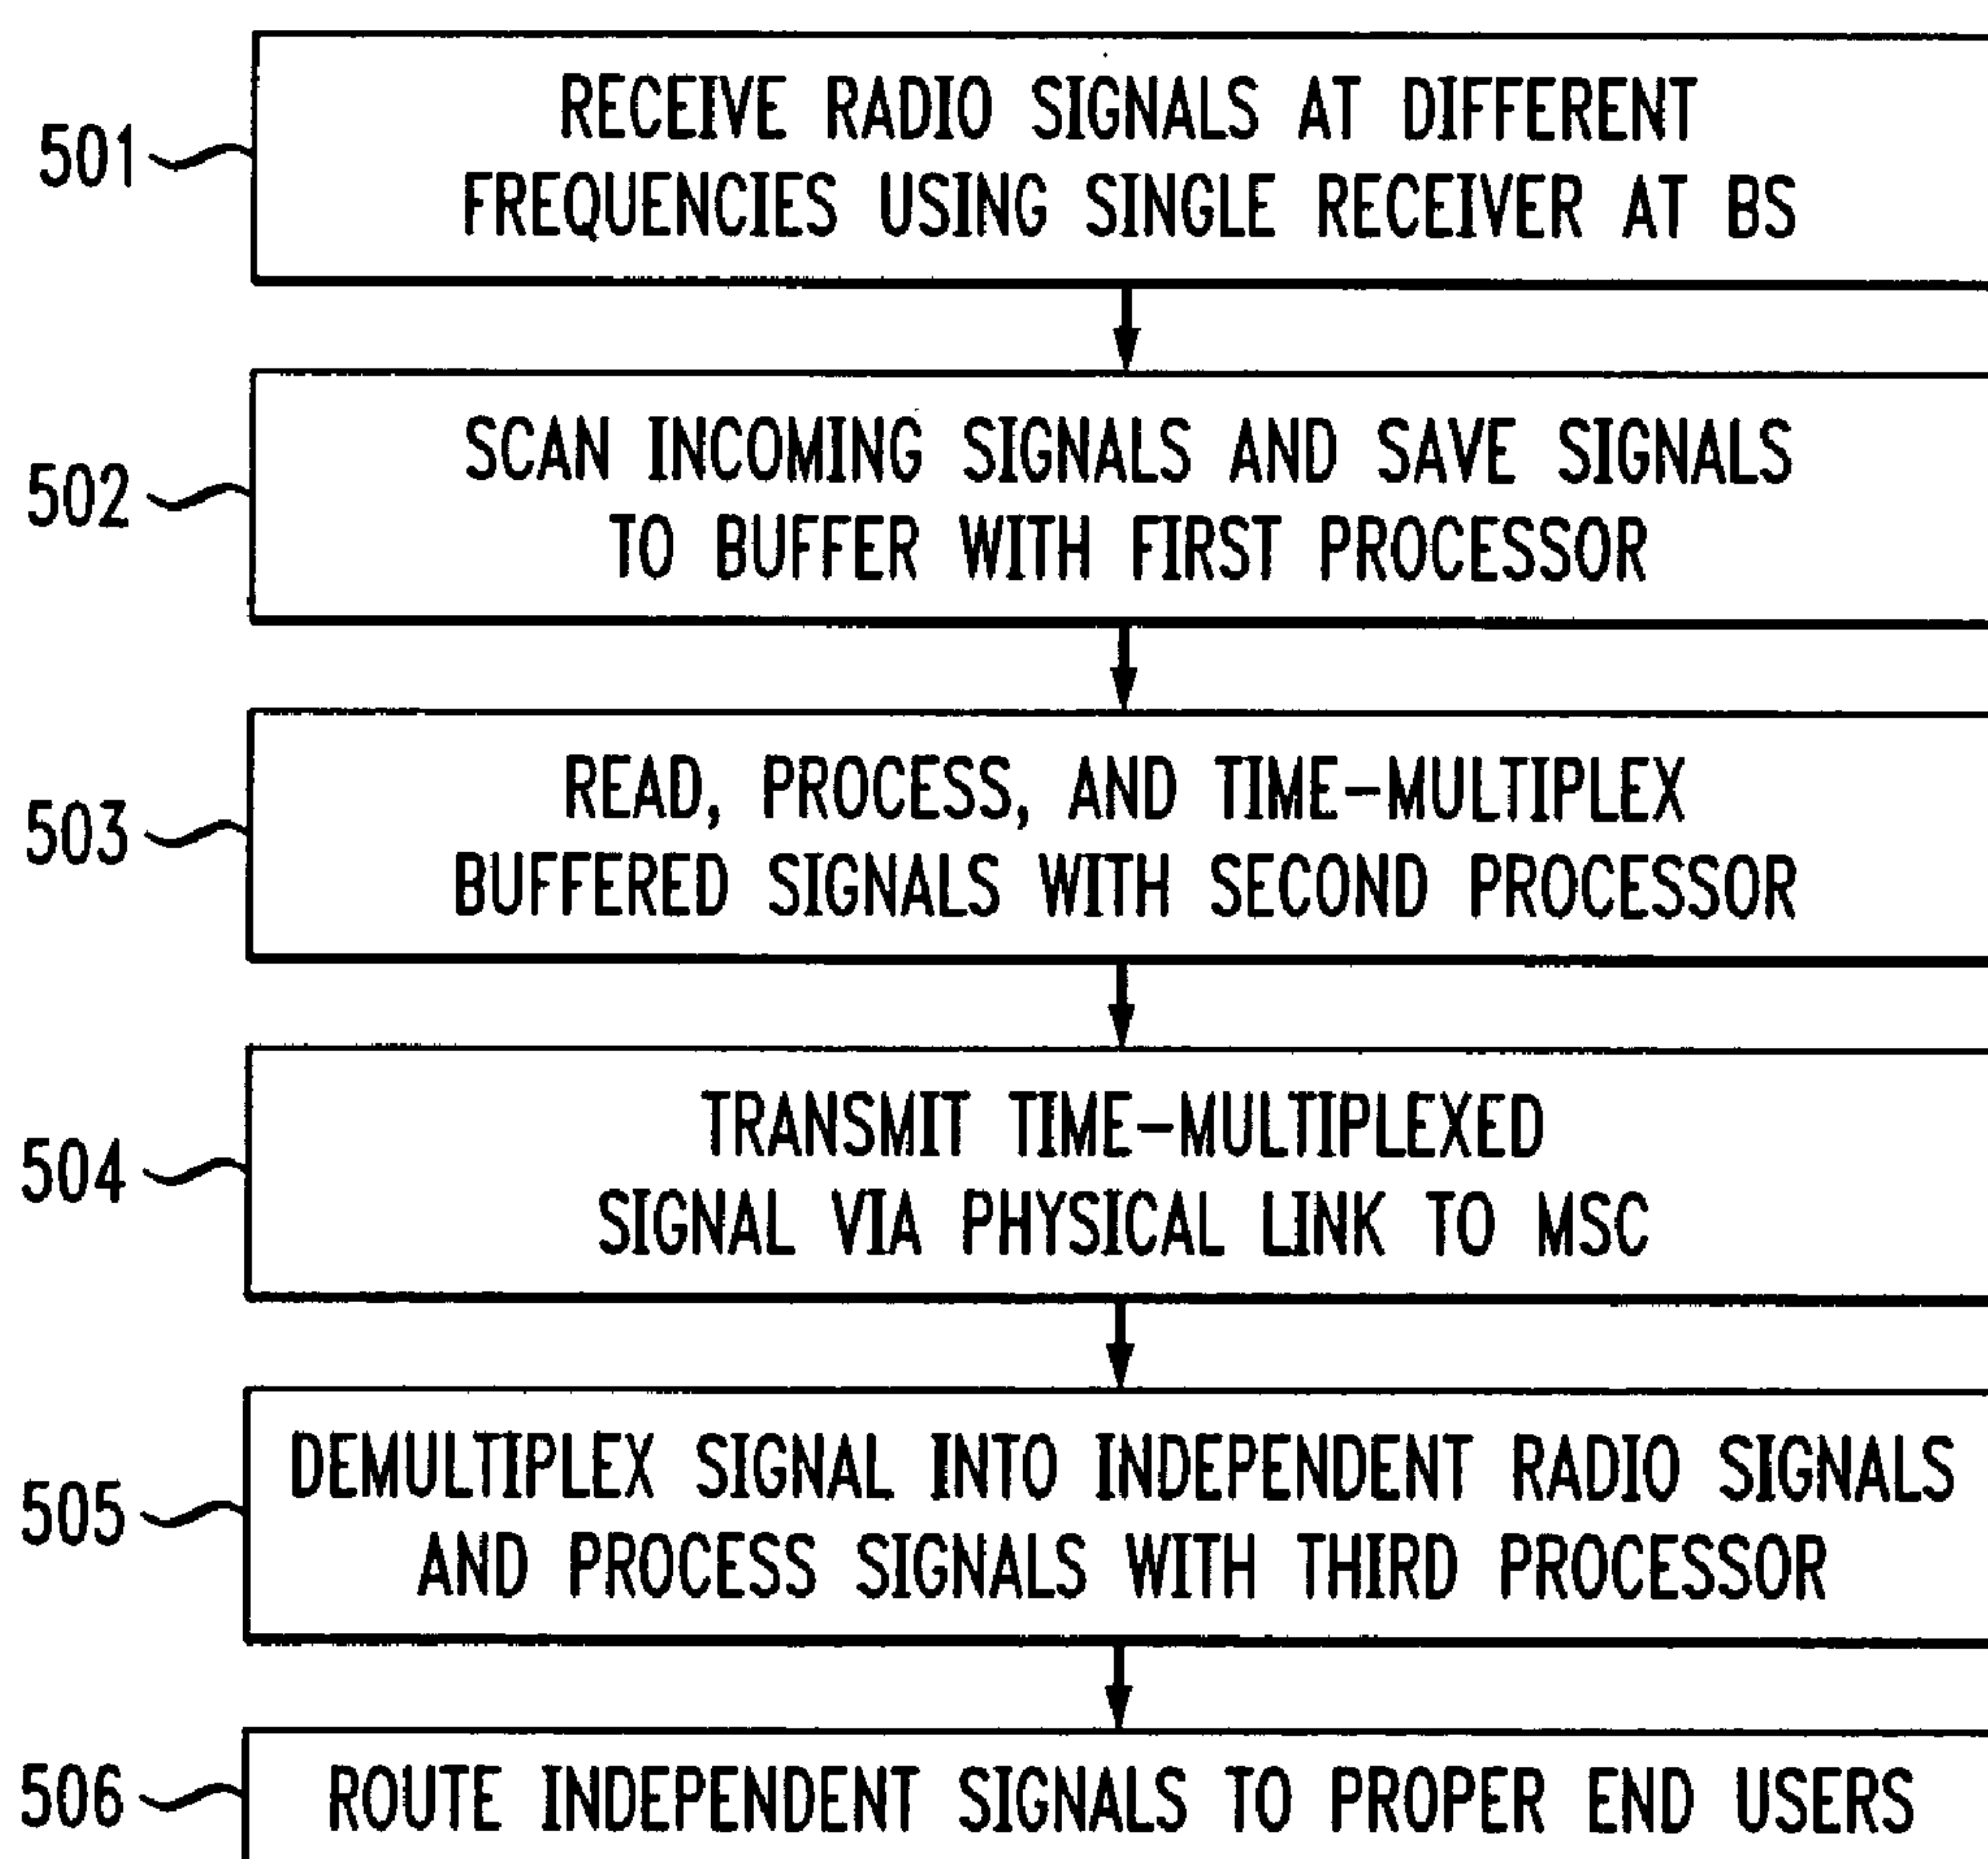 501
RECEIVE RADIO SIGNALS AT DIFFERENT
FREQUENCIES USING SINGLE RECEIVER AT BS
502
SCAN INCOMING SIGNALS AND SAVE SIGNALS
TO BUFFER WITH FIRST PROCESSOR
503
READ, PROCESS, AND TIME-MULTIPLEX
BUFFERED SIGNALS WITH SECOND PROCESSOR
504
TRANSMIT TIME-MULTIPLEXED
SIGNAL VIA PHYSICAL LINK TO MSC
505
DEMULTIPLEX SIGNAL INTO INDEPENDENT RADIO SIGNALS
AND PROCESS SIGNALS WITH THIRD PROCESSOR
506
ROUTE INDEPENDENT SIGNALS TO PROPER END USERS